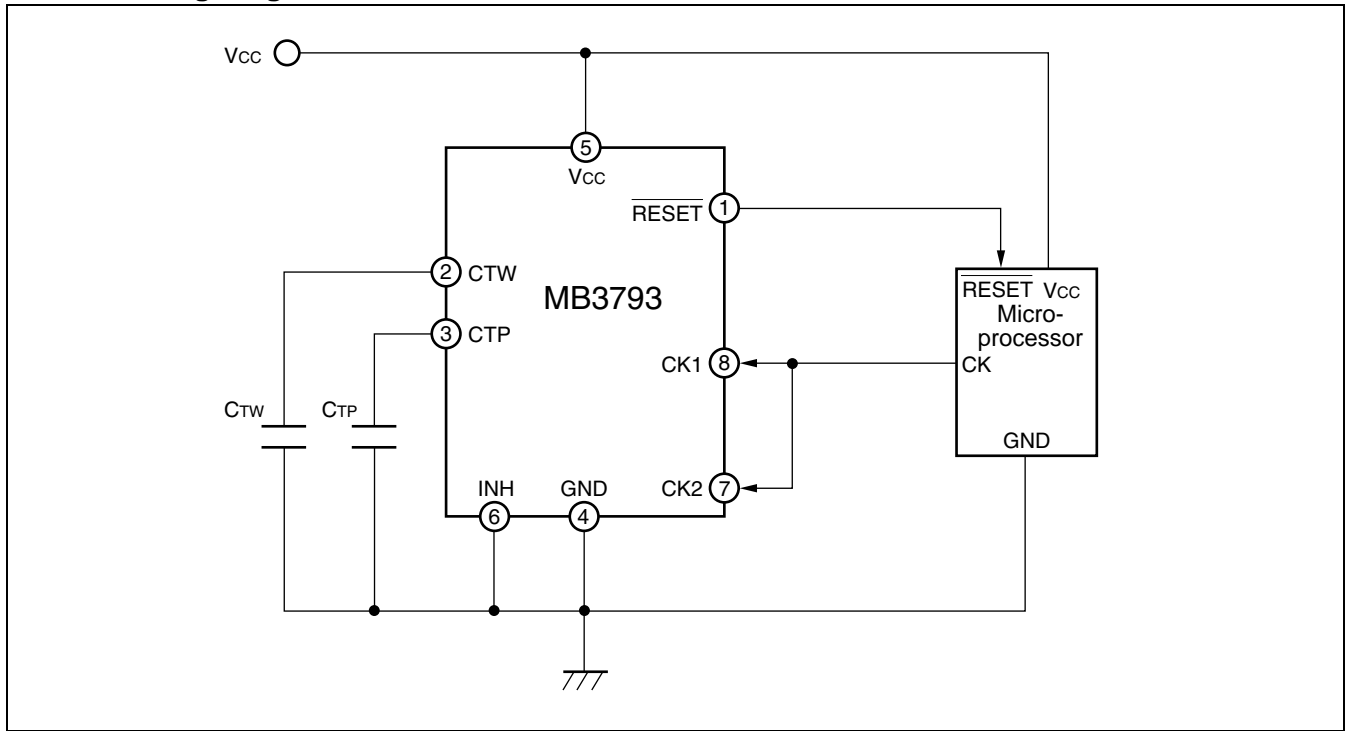 VCC
5
VCC
RESET
1
2
CTW
3
CTP
MB3793
RESET VCC
Micro-
processor
CK
GND
CK1
8
CTW
CTP
INH
GND
CK2
7
6
4